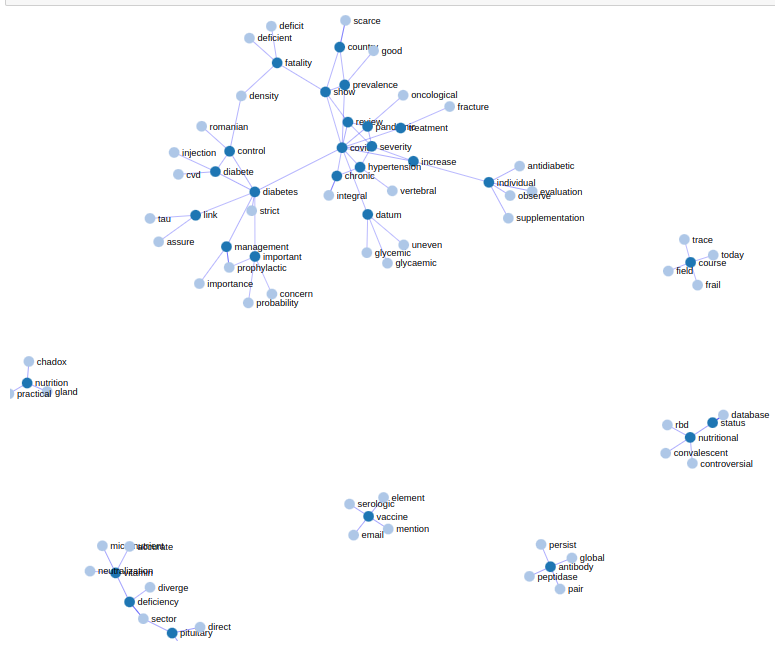 scarce
deficit
deficient
country
good
fatality
prevalence
show
density
oncological
fracture
romanian
review
pandemic
treatment
control
covid
severity
injection
increase
hypertension
antidiabetic
cvd
diabete
chronic
individual
diabetes
integral
vertebral
evaluation
observe
strict
tau
link
datum
supplementation
assure
management
uneven
trace
important
glycemic
today
prophylactic
glycaemic
course
field
importance
concern
frail
probability
chadox
nutrition
practical
gland
database
rbd
status
nutritional
convalescent
controversial
element
serologic
vaccine
mention
email
micronutrient
accurate
persist
global
neutralization
vitamin
antibody
peptidase
diverge
pair
deficiency
sector
direct
pituitary